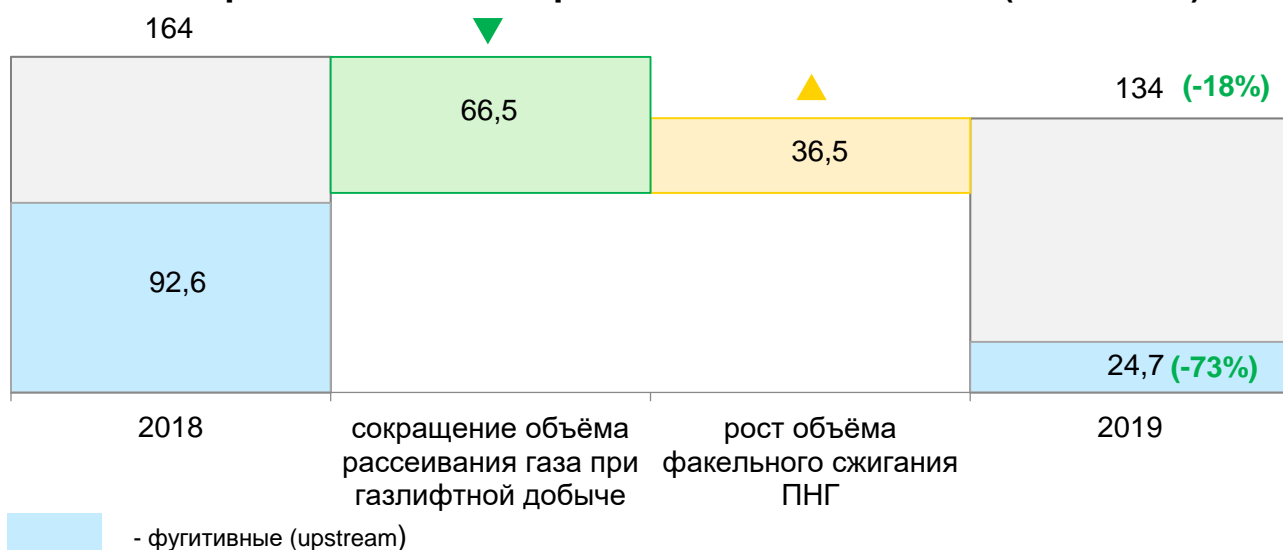 164
66,5
36,5
134 (-18%)
92,6
24,7 (-73%)
2018
сокращение объёма
рассеивания газа при
газлифтной добыче
рост объёма
факельного сжигания
ПНГ
2019
- фугитивные (upstream)